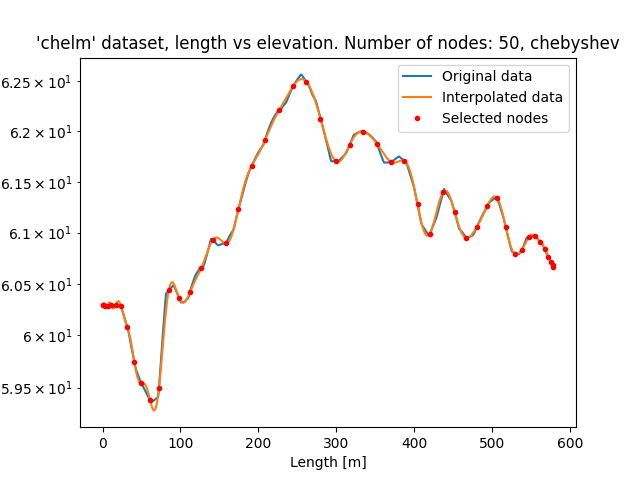 'chelm' dataset, length vs elevation. Number of nodes: 50, chebyshev
Original data
Interpolated data
Selected nodes
6.25 × 10¹
6.2 × 10¹
6.15 × 10¹
6.1 × 10¹
6.05 × 10¹
6 × 10¹
5.95 × 10¹
0 100 200 300 400 500 600
Length [m]